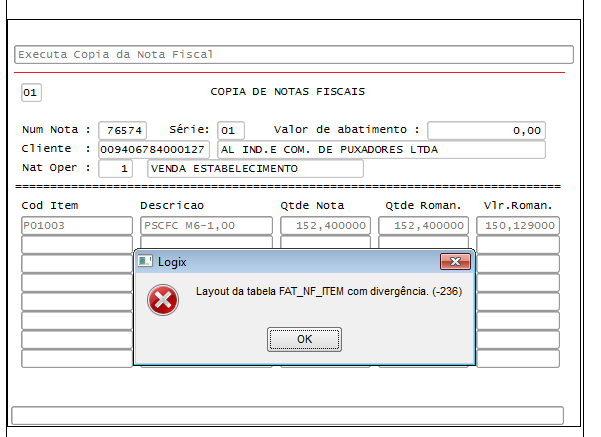 Executa Copia da Nota Fiscal
01 COPIA DE NOTAS FISCAIS
Num Nota : 76574 Série: 01 Valor de abatimento : 0,00
Cliente : 009406784000127 AL IND.E COM. DE PUXADORES LTDA
Nat Oper : 1 VENDA ESTABELECIMENTO
Cod Item Descricao Qtde Nota Qtde Roman. Vlr.Roman.
P01003 PSCFC M6-1,00 152,400000 152,400000 150,129000
Logix
Layout da tabela FAT_NF_ITEM com divergência. (-236)
OK